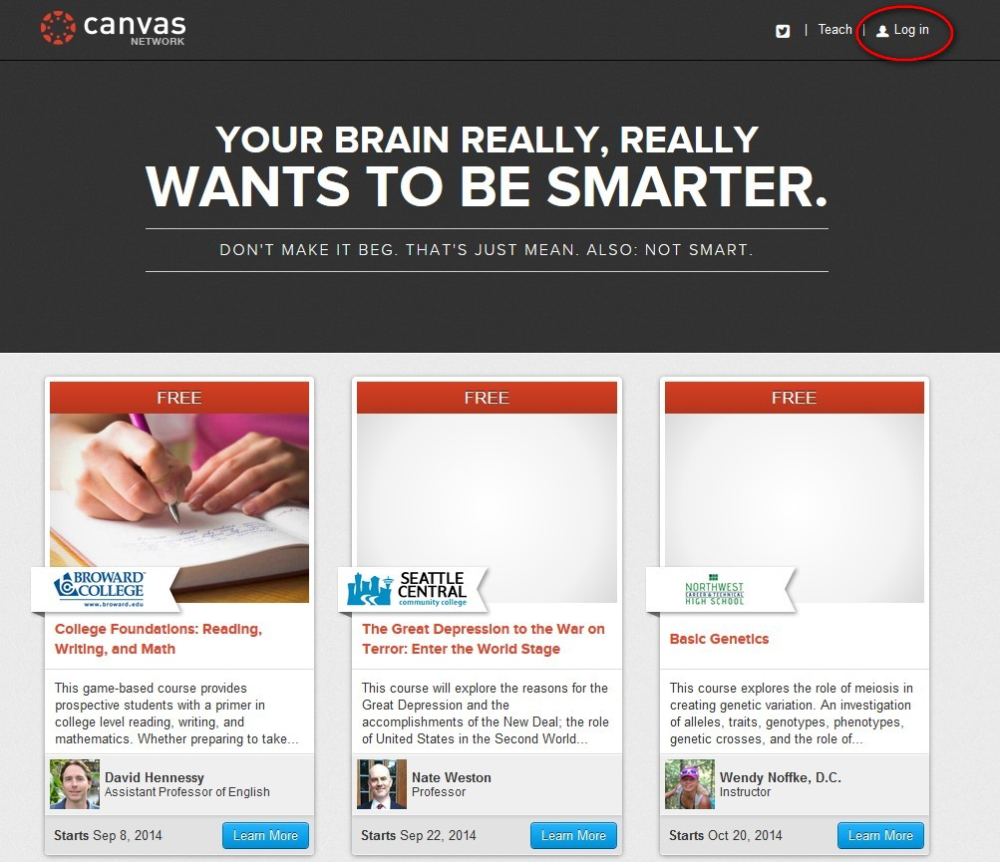 canvas
NETWORK
| Teach | Log in
YOUR BRAIN REALLY, REALLY
WANTS TO BE SMARTER.
DON'T MAKE IT BEG. THAT'S JUST MEAN. ALSO: NOT SMART.
FREE
BROWARD
COLLEGE
www.broward.edu
College Foundations: Reading,
Writing, and Math
This game-based course provides
prospective students with a primer in
college level reading, writing, and
mathematics. Whether preparing to take...
David Hennessy
Assistant Professor of English
Starts Sep 8, 2014
Learn More
FREE
SEATTLE
CENTRAL
community college
The Great Depression to the War on
Terror: Enter the World Stage
This course will explore the reasons for the
Great Depression and the
accomplishments of the New Deal; the role
of United States in the Second World...
Nate Weston
Professor
Starts Sep 22, 2014
Learn More
FREE
NORTHWEST
CAREER & TECHNICAL
HIGH SCHOOL
Basic Genetics
This course explores the role of meiosis in
creating genetic variation. An investigation
of alleles, traits, genotypes, phenotypes,
genetic crosses, and the role of...
Wendy Noffke, D.C.
Instructor
Starts Oct 20, 2014
Learn More